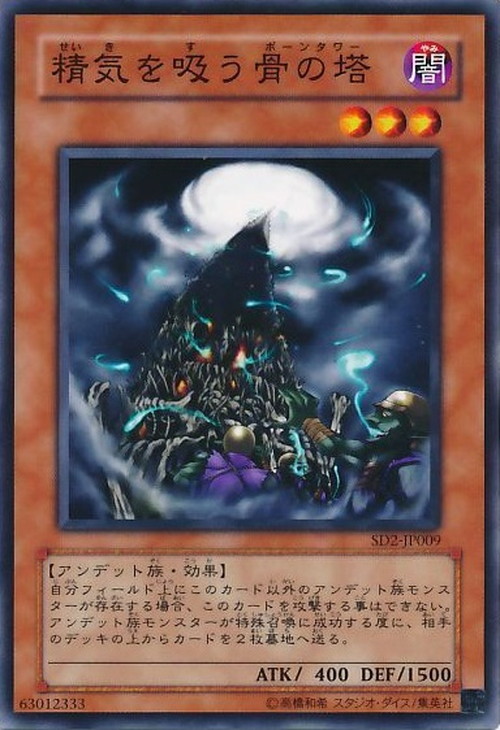 せいき す ボーンタワー
精気を吸う骨の塔
やみ
闇
SD2-JP009
【アンデット族・効果】
自分フィールド上にこのカード以外のアンデット族モンス
ターが存在する場合、このカードを攻撃する事はできない。
アンデット族モンスターが特殊召喚に成功する度に、相手
のデッキの上からカードを2枚墓地へ送る。
ATK/ 400 DEF/1500
63012333
©高橋和希 スタジオ・ダイス/集英社